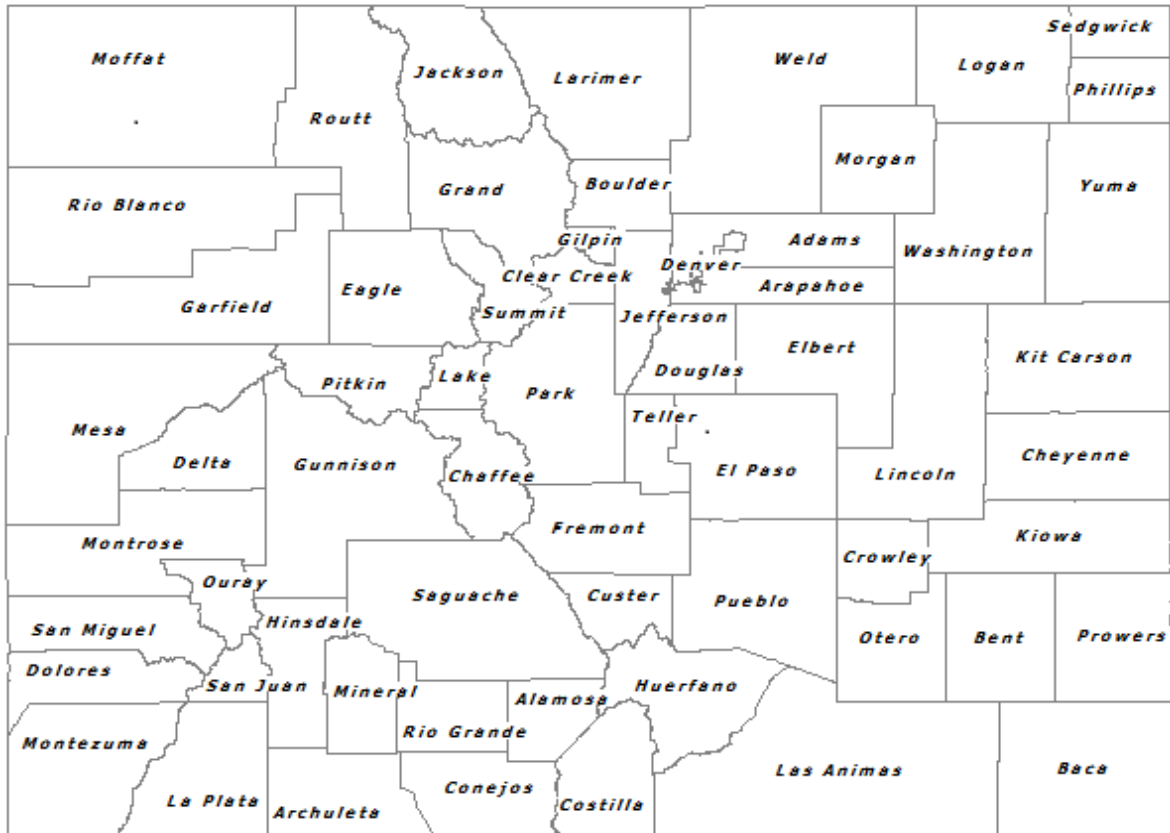 Sedgwick
Moffat
Weld
Logan
Jackson
Larimer
Phillips
Routt
Morgan
Boulder
Yuma
Grand
Rio Blanco
Gilpin
Adams
Washington
Denver
Clear Creek
Arapahoe
Eagle
Garfield
Summit
Jefferson
Elbert
Kit Carson
Douglas
Lake
Pitkin
Park
Teller
Mesa
Delta
Gunnison
Chaffee
El Paso
Lincoln
Cheyenne
Fremont
Kiowa
Montrose
Crowley
Ouray
Saguache
Custer
Pueblo
Hinsdale
San Miguel
Otero
Bent
Prowers
Dolores
San Juan
Mineral
Huerfano
Alamosa
Rio Grande
Montezuma
Las Animas
Baca
Conejos
La Plata
Costilla
Archuleta